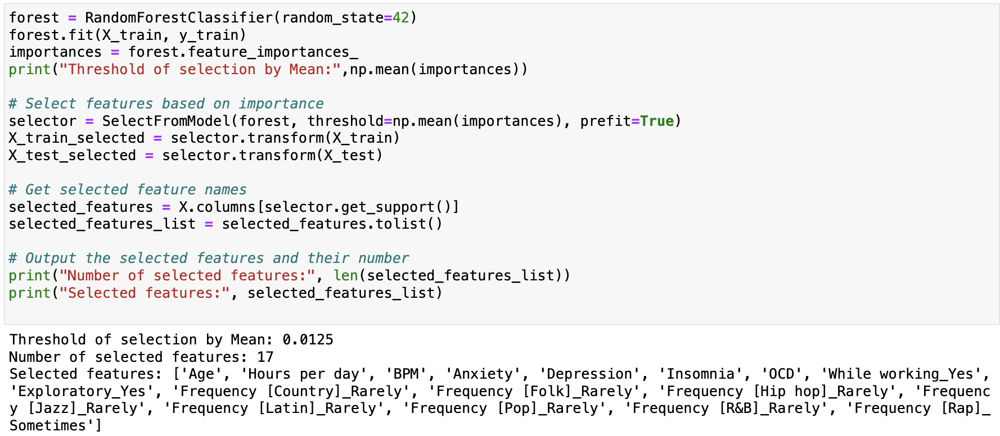 forest = RandomForestClassifier(random_state=42)
forest.fit(X_train, y_train)
importances = forest.feature_importances_
print("Threshold of selection by Mean:",np.mean(importances))
# Select features based on importance
selector = SelectFromModel(forest, threshold=np.mean(importances), prefit=True)
X_train_selected = selector.transform(X_train)
X_test_selected = selector.transform(X_test)
# Get selected feature names
selected_features = X.columns[selector.get_support()]
selected_features_list = selected_features.tolist()
# Output the selected features and their number
print("Number of selected features:", len(selected_features_list))
print("Selected features:", selected_features_list)
Threshold of selection by Mean: 0.0125
Number of selected features: 17
Selected features: ['Age', 'Hours per day', 'BPM', 'Anxiety', 'Depression', 'Insomnia', 'OCD', 'While working_Yes',
'Exploratory_Yes', 'Frequency [Country]_Rarely', 'Frequency [Folk]_Rarely', 'Frequency [Hip hop]_Rarely', 'Frequenc
y [Jazz]_Rarely', 'Frequency [Latin]_Rarely', 'Frequency [Pop]_Rarely', 'Frequency [R&B]_Rarely', 'Frequency [Rap]_
Sometimes']